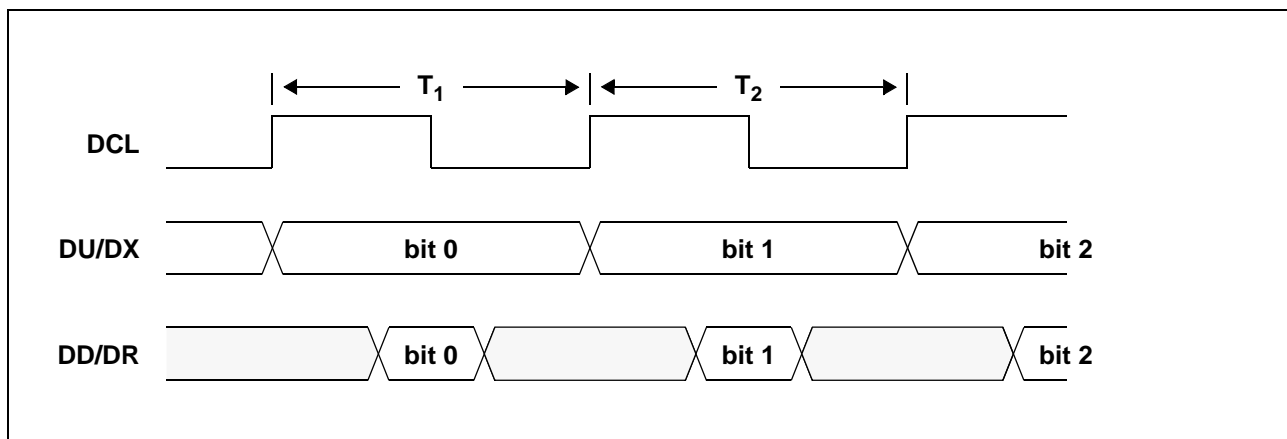 T₁ T₂
DCL
DU/DX bit 0 bit 1 bit 2
DD/DR bit 0 bit 1 bit 2